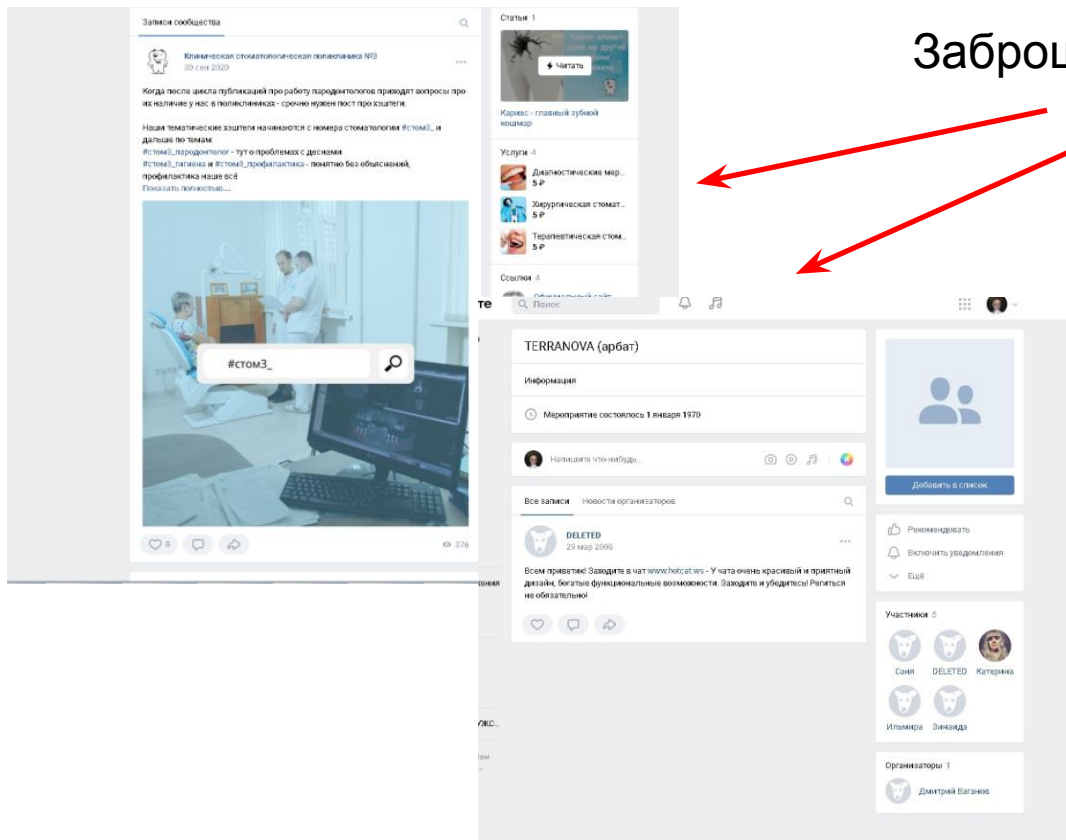 Заброш
Записи сообщества
Клиническая стоматологическая поликлиника №3
30 сен 2020
Когда после цикла публикаций про работу пародонтологов приходят вопросы про
их наличие у нас в поликлиниках - срочно нужен пост про хэштеги.
Наши тематические хэштеги начинаются с номера стоматологии #стом3_ и
дальше по темам:
#стом3_пародонтолог - тут о проблемах с деснами
#стом3_гигиена и #стом3_профилактика - понятно без объяснений,
профилактика наше всё
Показать полностью...
#стом3_
8
376
Статьи 1
Читать
Кариес - главный зубной
кошмар
Услуги 4
Диагностические мер...
5 ₽
Хирургическая стомат...
5 ₽
Терапевтическая стом...
5 ₽
Ссылки 4
Официальный сайт
те
Поиск
TERRANOVA (арбат)
Информация
Мероприятие состоялось 1 января 1970
Напишите что-нибудь...
Все записи Новости организаторов
DELETED
Всем приветик! Заходите в чат www.hotcat.ws - У чата очень красивый и приятный
дизайн, богатые функциональные возможности. Заходите и убедитесь! Региться
не обязательно!
Добавить в список
Рекомендовать
Включить уведомления
Ещё
Участники 5
Саня DELETED Катерина
Ильмира Зинаида
Организаторы 1
Дмитрий Ваганов